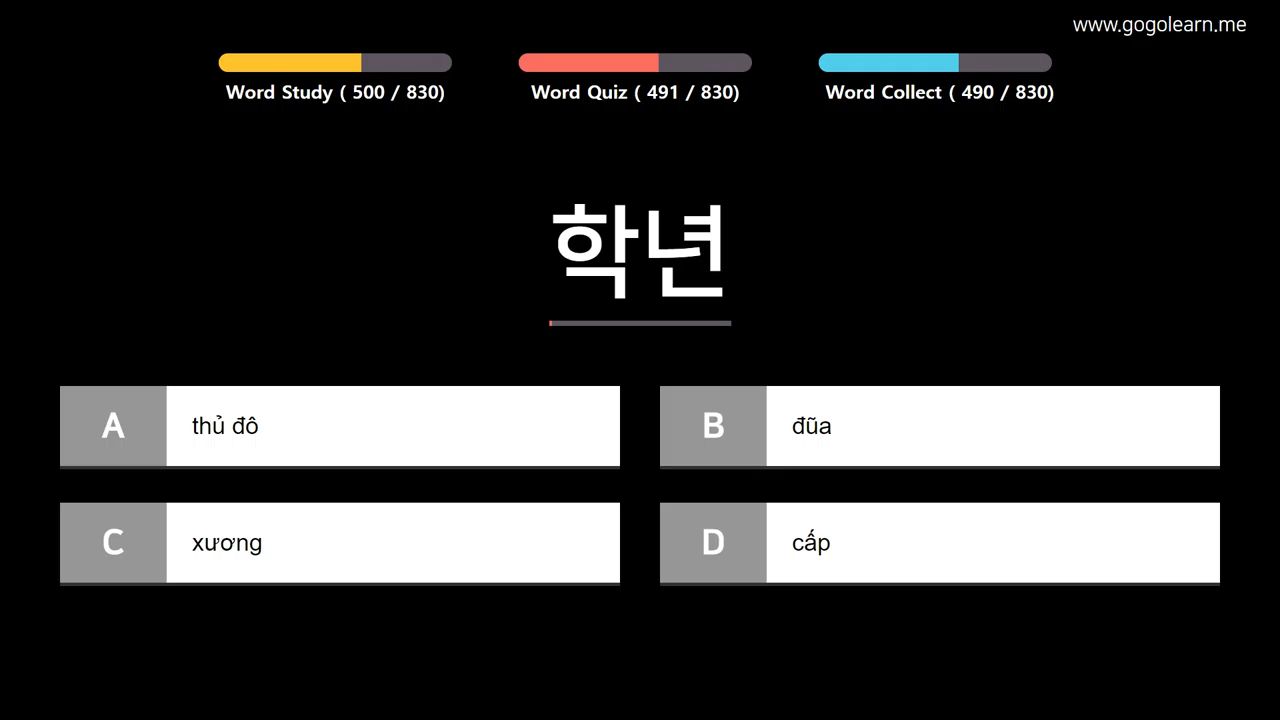 www.gogolearn.me
Word Study ( 500 / 830)
Word Quiz ( 491 / 830)
Word Collect ( 490 / 830)
학년
A thủ đô
B đũa
C xương
D cấp